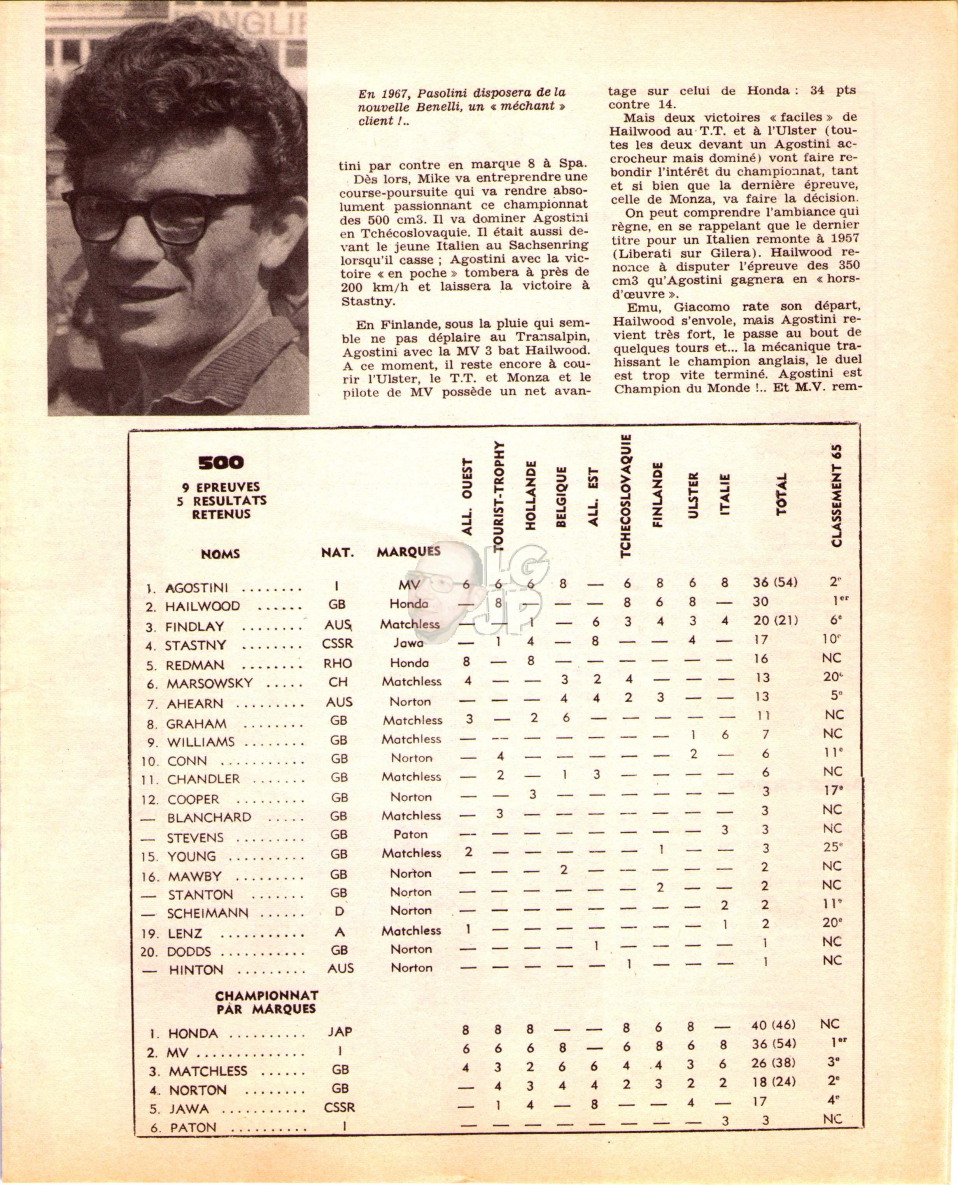 ONGLIF
En 1967, Pasolini disposera de la
nouvelle Benelli, un « méchant »
client !..
tini par contre en marque 8 à Spa.
Dès lors, Mike va entreprendre une
course-poursuite qui va rendre abso-
lument passionnant ce championnat
des 500 cm3. Il va dominer Agostini
en Tchécoslovaquie. Il était aussi de-
vant le jeune Italien au Sachsenring
lorsqu'il casse ; Agostini avec la vic-
toire « en poche » tombera à près de
200 km/h et laissera la victoire à
Stastny.
En Finlande, sous la pluie qui sem-
ble ne pas déplaire au Transalpin,
Agostini avec la MV 3 bat Hailwood.
A ce moment, il reste encore à cou-
rir l'Ulster, le T.T. et Monza et le
pilote de MV possède un net avan-
tage sur celui de Honda : 34 pts
contre 14.
Mais deux victoires « faciles » de
Hailwood au T.T. et à l'Ulster (tou-
tes les deux devant un Agostini ac-
crocheur mais dominé) vont faire re-
bondir l'intérêt du championnat, tant
et si bien que la dernière épreuve,
celle de Monza, va faire la décision.
On peut comprendre l'ambiance qui
règne, en se rappelant que le dernier
titre pour un Italien remonte à 1957
(Liberati sur Gilera). Hailwood re-
nonce à disputer l'épreuve des 350
cm3 qu'Agostini gagnera en « hors-
d'œuvre ».
Emu, Giacomo rate son départ,
Hailwood s'envole, mais Agostini re-
vient très fort, le passe au bout de
quelques tours et... la mécanique tra-
hissant le champion anglais, le duel
est trop vite terminé. Agostini est
Champion du Monde !.. Et M.V. rem-
500
9 EPREUVES
5 RESULTATS
RETENUS
NOMS NAT. MARQUES ALL. OUEST TOURIST-TROPHY HOLLANDE BELGIQUE ALL. EST TCHECOSLOVAQUIE FINLANDE ULSTER ITALIE TOTAL CLASSEMENT 65
1. AGOSTINI ........ I MV 6 6 6 8 — 6 8 6 8 36 (54) 2e
2. HAILWOOD ...... GB Honda — 8 — — — 8 6 8 — 30 1er
3. FINDLAY ........ AUS Matchless — — 1 — 6 3 4 3 4 20 (21) 6e
4. STASTNY ........ CSSR Jawa — 1 4 — 8 — — 4 — 17 10e
5. REDMAN ........ RHO Honda 8 — 8 — — — — — — 16 NC
6. MARSOWSKY ..... CH Matchless 4 — — 3 2 4 — — — 13 20e
7. AHEARN ......... AUS Norton — — — 4 4 2 3 — — 13 5e
8. GRAHAM ........ GB Matchless 3 — 2 6 — — — — — 11 NC
9. WILLIAMS ........ GB Matchless — — — — — — — 1 6 7 NC
10. CONN ........... GB Norton — 4 — — — — — 2 — 6 11e
11. CHANDLER ....... GB Matchless — 2 — 1 3 — — — — 6 NC
12. COOPER ......... GB Norton — — 3 — — — — — — 3 17e
— BLANCHARD ..... GB Matchless — 3 — — — — — — — 3 NC
— STEVENS ........ GB Paton — — — — — — — — 3 3 NC
15. YOUNG .......... GB Matchless 2 — — — — — 1 — — 3 25e
16. MAWBY ......... GB Norton — — — 2 — — — — — 2 NC
— STANTON ....... GB Norton — — — — — — 2 — — 2 NC
— SCHEIMANN ...... D Norton — — — — — — — — 2 2 11e
19. LENZ ........... A Matchless 1 — — — — — — — 1 2 20e
20. DODDS ........... GB Norton — — — — 1 — — — — 1 NC
— HINTON ......... AUS Norton — — — — — 1 — — — 1 NC
CHAMPIONNAT
PAR MARQUES
1. HONDA .......... JAP 8 8 8 — — 8 6 8 — 40 (46) NC
2. MV .............. I 6 6 6 8 — 6 8 6 8 36 (54) 1er
3. MATCHLESS ...... GB 4 3 2 6 6 4 4 3 6 26 (38) 3e
4. NORTON ........ GB — 4 3 4 4 2 3 2 2 18 (24) 2e
5. JAWA ........... CSSR — 1 4 — 8 — — 4 — 17 4e
6. PATON .......... I — — — — — — — — 3 3 NC
LG
JP